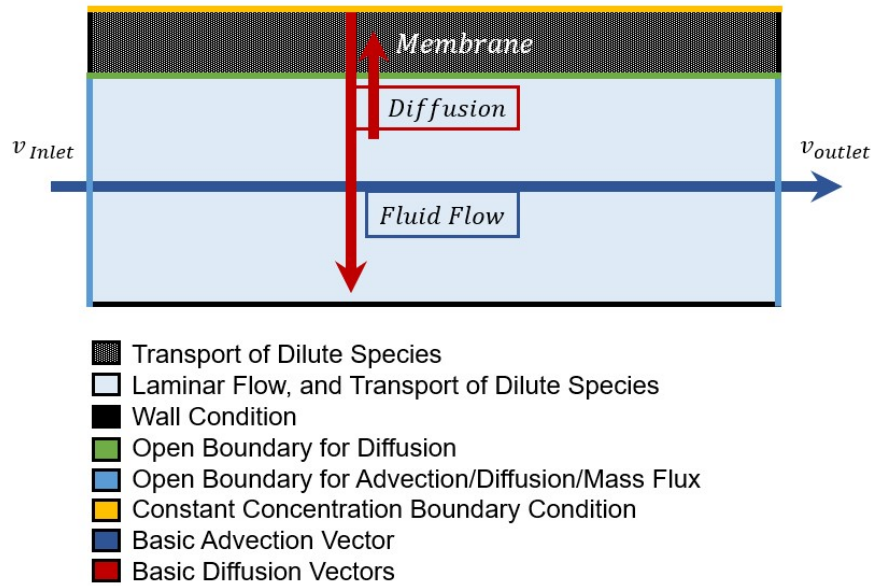 Membrane
Diffusion
v Inlet
v outlet
Fluid Flow
Transport of Dilute Species
Laminar Flow, and Transport of Dilute Species
Wall Condition
Open Boundary for Diffusion
Open Boundary for Advection/Diffusion/Mass Flux
Constant Concentration Boundary Condition
Basic Advection Vector
Basic Diffusion Vectors